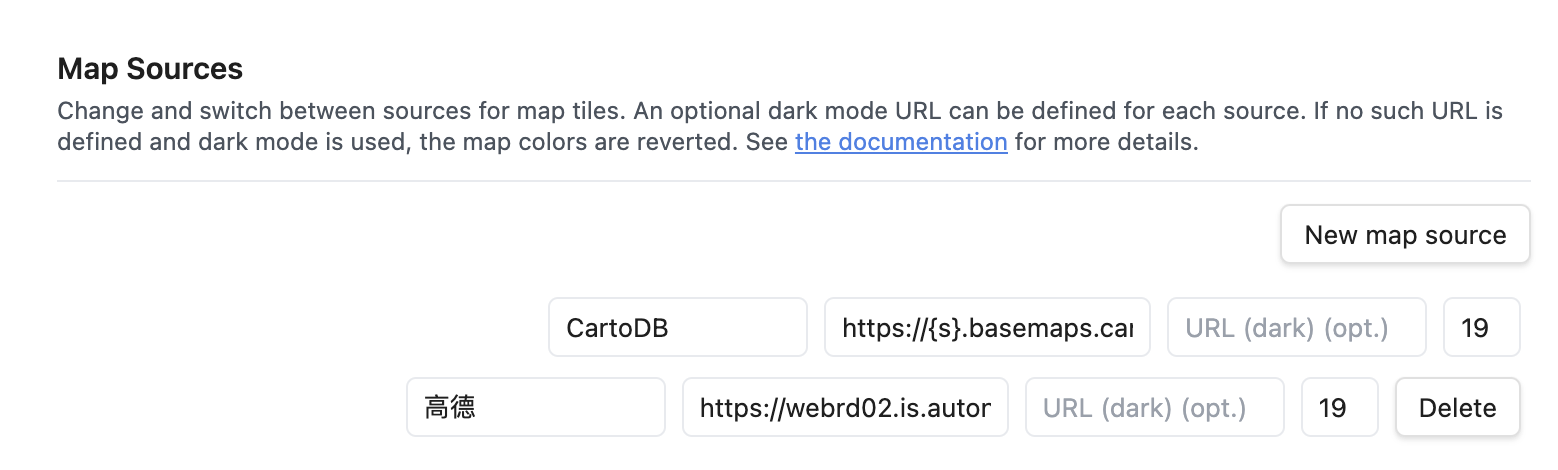 Map Sources
Change and switch between sources for map tiles. An optional dark mode URL can be defined for each source. If no such URL is
defined and dark mode is used, the map colors are reverted. See the documentation for more details.
New map source
CartoDB https://{s}.basemaps.car URL (dark) (opt.) 19
高德 https://webrd02.is.autor URL (dark) (opt.) 19 Delete